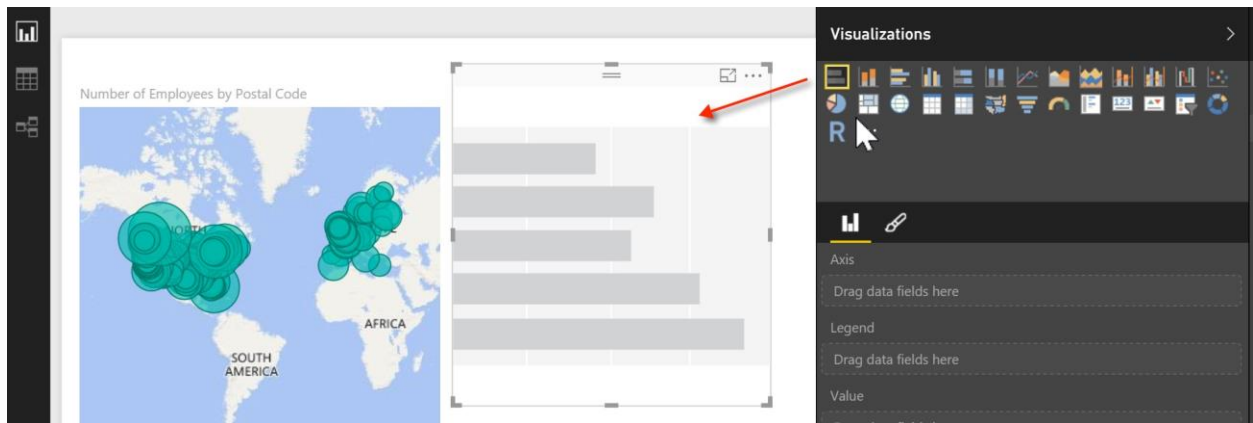 Visualizations
Number of Employees by Postal Code
NORTH
AFRICA
SOUTH
AMERICA
123
R
Axis
Drag data fields here
Legend
Drag data fields here
Value